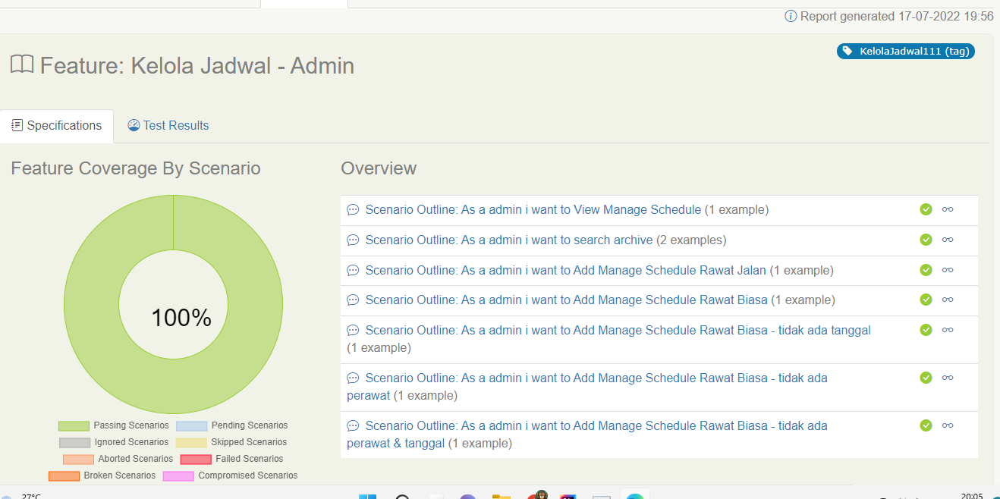 Report generated 17-07-2022 19:56
Feature: Kelola Jadwal - Admin
KelolaJadwal111 (tag)
Specifications
Test Results
Feature Coverage By Scenario
100%
Passing Scenarios
Pending Scenarios
Ignored Scenarios
Skipped Scenarios
Aborted Scenarios
Failed Scenarios
Broken Scenarios
Compromised Scenarios
Overview
Scenario Outline: As a admin i want to View Manage Schedule (1 example)
Scenario Outline: As a admin i want to search archive (2 examples)
Scenario Outline: As a admin i want to Add Manage Schedule Rawat Jalan (1 example)
Scenario Outline: As a admin i want to Add Manage Schedule Rawat Biasa (1 example)
Scenario Outline: As a admin i want to Add Manage Schedule Rawat Biasa - tidak ada tanggal
(1 example)
Scenario Outline: As a admin i want to Add Manage Schedule Rawat Biasa - tidak ada
perawat (1 example)
Scenario Outline: As a admin i want to Add Manage Schedule Rawat Biasa - tidak ada
perawat & tanggal (1 example)
27°C
20:05